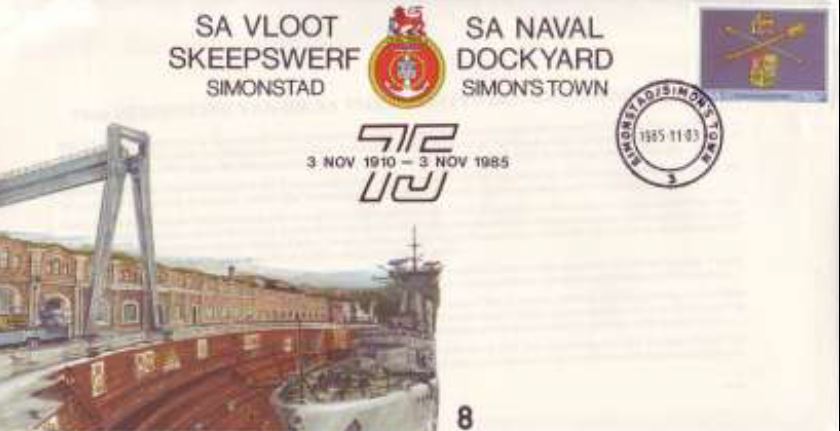 SA VLOOT
SKEEPSWERF
SIMONSTAD
SA NAVAL
DOCKYARD
SIMON'S TOWN
75
3 NOV 1910 – 3 NOV 1985
SIMONSTAD/SIMON'S TOWN
1985-11-03
3
8